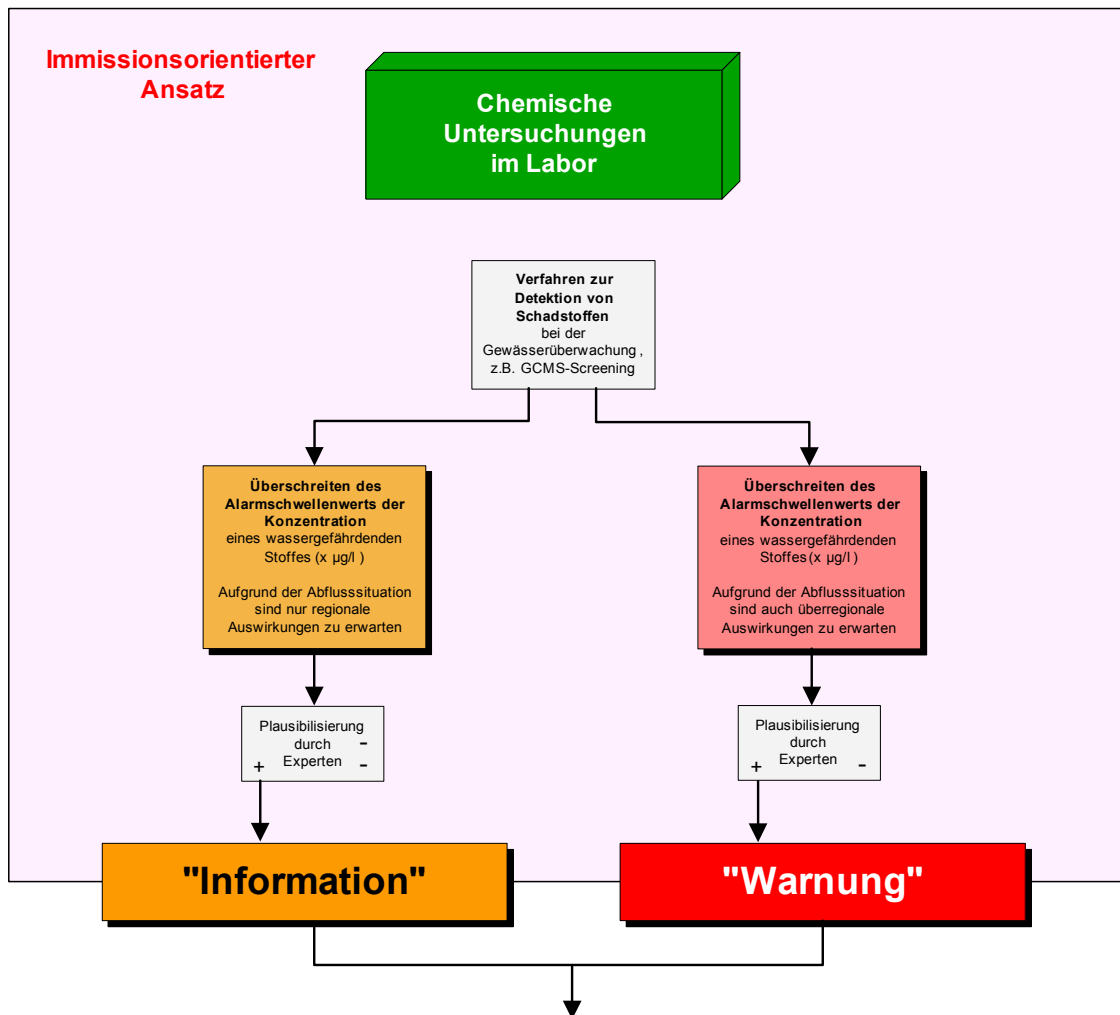 Immissionsorientierter
Ansatz
Chemische
Untersuchungen
im Labor
Verfahren zur
Detektion von
Schadstoffen
bei der
Gewässerüberwachung ,
z.B. GCMS-Screening
Überschreiten des
Alarmschwellenwerts der
Konzentration
eines wassergefährdenden
Stoffes (x µg/l )
Aufgrund der Abflusssituation
sind nur regionale
Auswirkungen zu erwarten
Überschreiten des
Alarmschwellenwerts der
Konzentration
eines wassergefährdenden
Stoffes (x µg/l )
Aufgrund der Abflusssituation
sind auch überregionale
Auswirkungen zu erwarten
Plausibilisierung
durch -
+ Experten -
Plausibilisierung
durch
+ Experten -
"Information"
"Warnung"